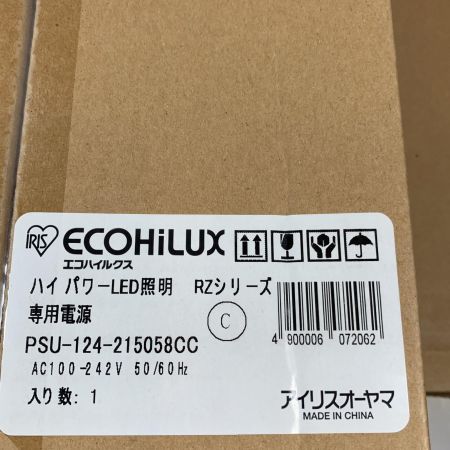 IRIS ECOHiLUX
エコハイルクス
ハイパワーLED照明 RZシリーズ
専用電源
C
PSU-124-215058CC
AC100-242V 50/60Hz
入り数: 1
4 900006 072062
アイリスオーヤマ
MADE IN CHINA